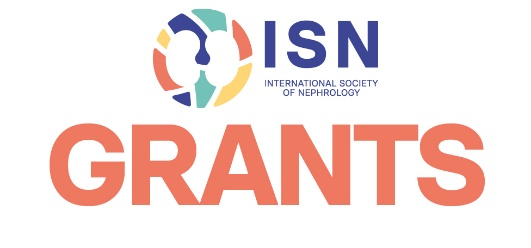 ISN
INTERNATIONAL SOCIETY
OF NEPHROLOGY
GRANTS